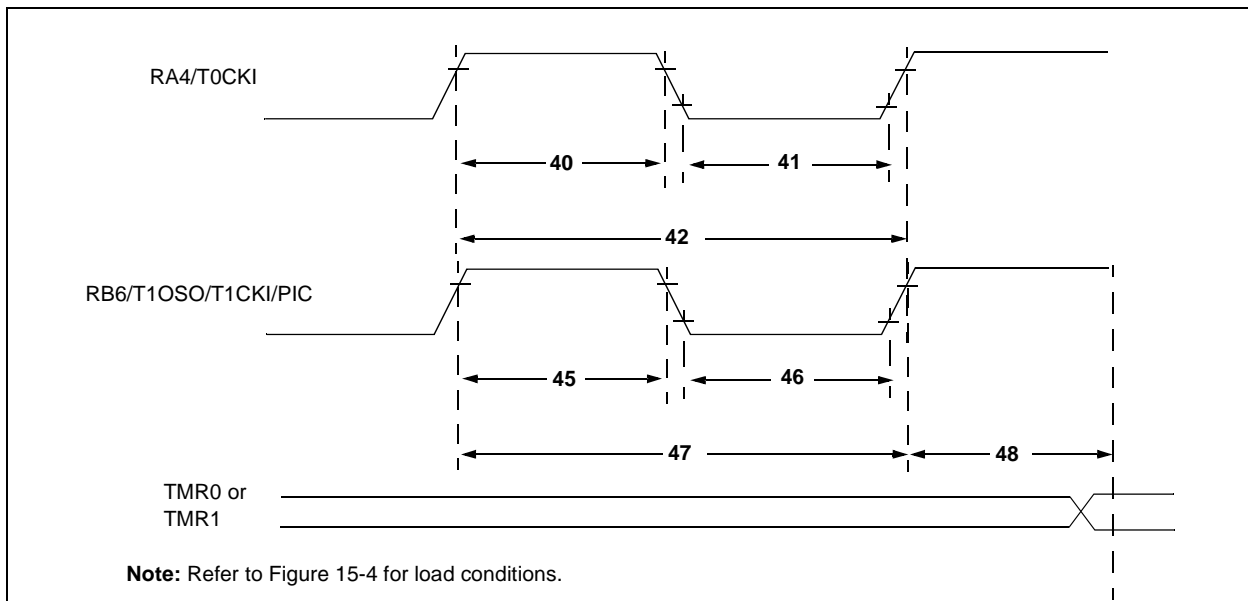 RA4/T0CKI
40
41
42
RB6/T1OSO/T1CKI/PIC
45
46
47
48
TMR0 or
TMR1
Note: Refer to Figure 15-4 for load conditions.